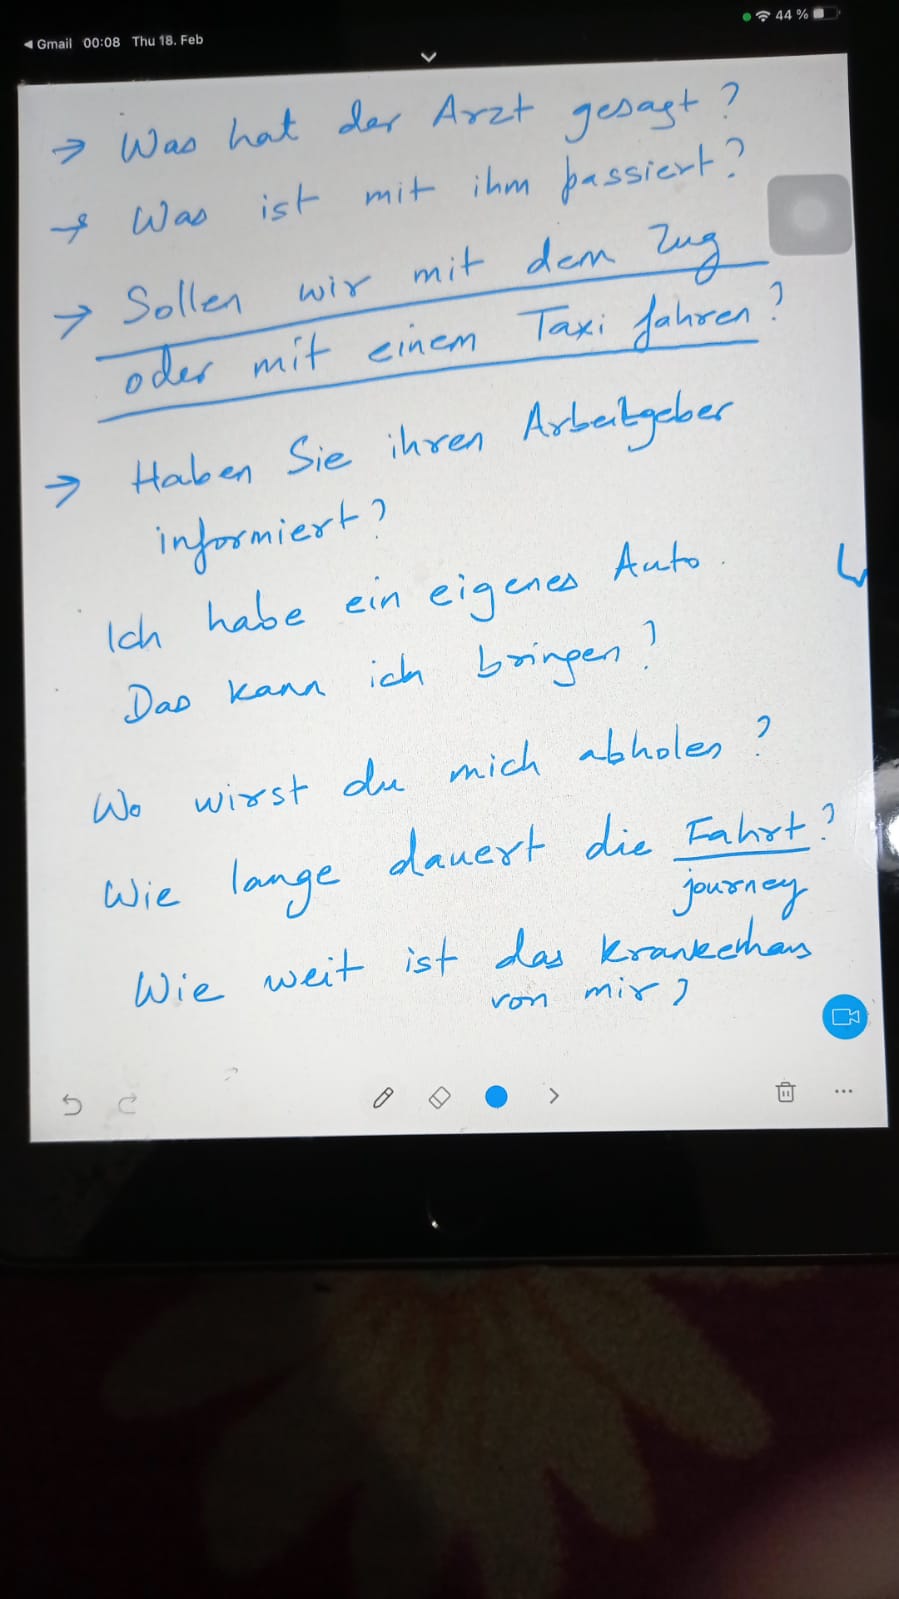 44 %
◂ Gmail 00:08 Thu 18. Feb
→ Was hat der Arzt gesagt?
→ Was ist mit ihm passiert?
→ Sollen wir mit dem Zug
oder mit einem Taxi fahren?
→ Haben Sie ihren Arbeitgeber
informiert?
Ich habe ein eigenes Auto.
Das kann ich bringen?
Wo wirst du mich abholen?
Wie lange dauert die Fahrt?
journey
Wie weit ist das
von mir?